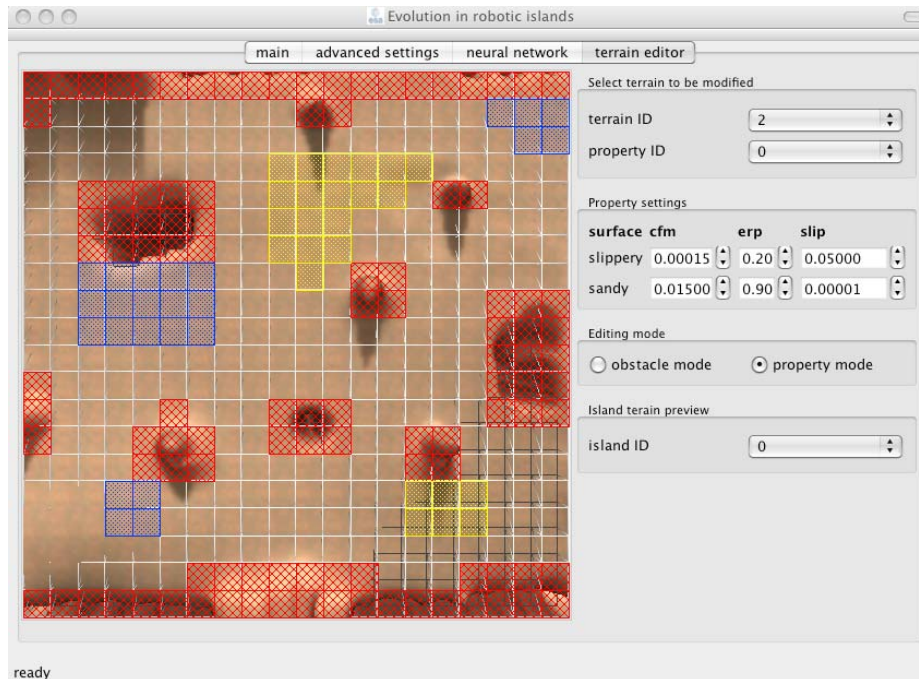 esa Evolution in robotic islands
main advanced settings neural network terrain editor
Select terrain to be modified
terrain ID 2
property ID 0
Property settings
surface cfm erp slip
slippery 0.00015 0.20 0.05000
sandy 0.01500 0.90 0.00001
Editing mode
obstacle mode property mode
Island terain preview
island ID 0
ready